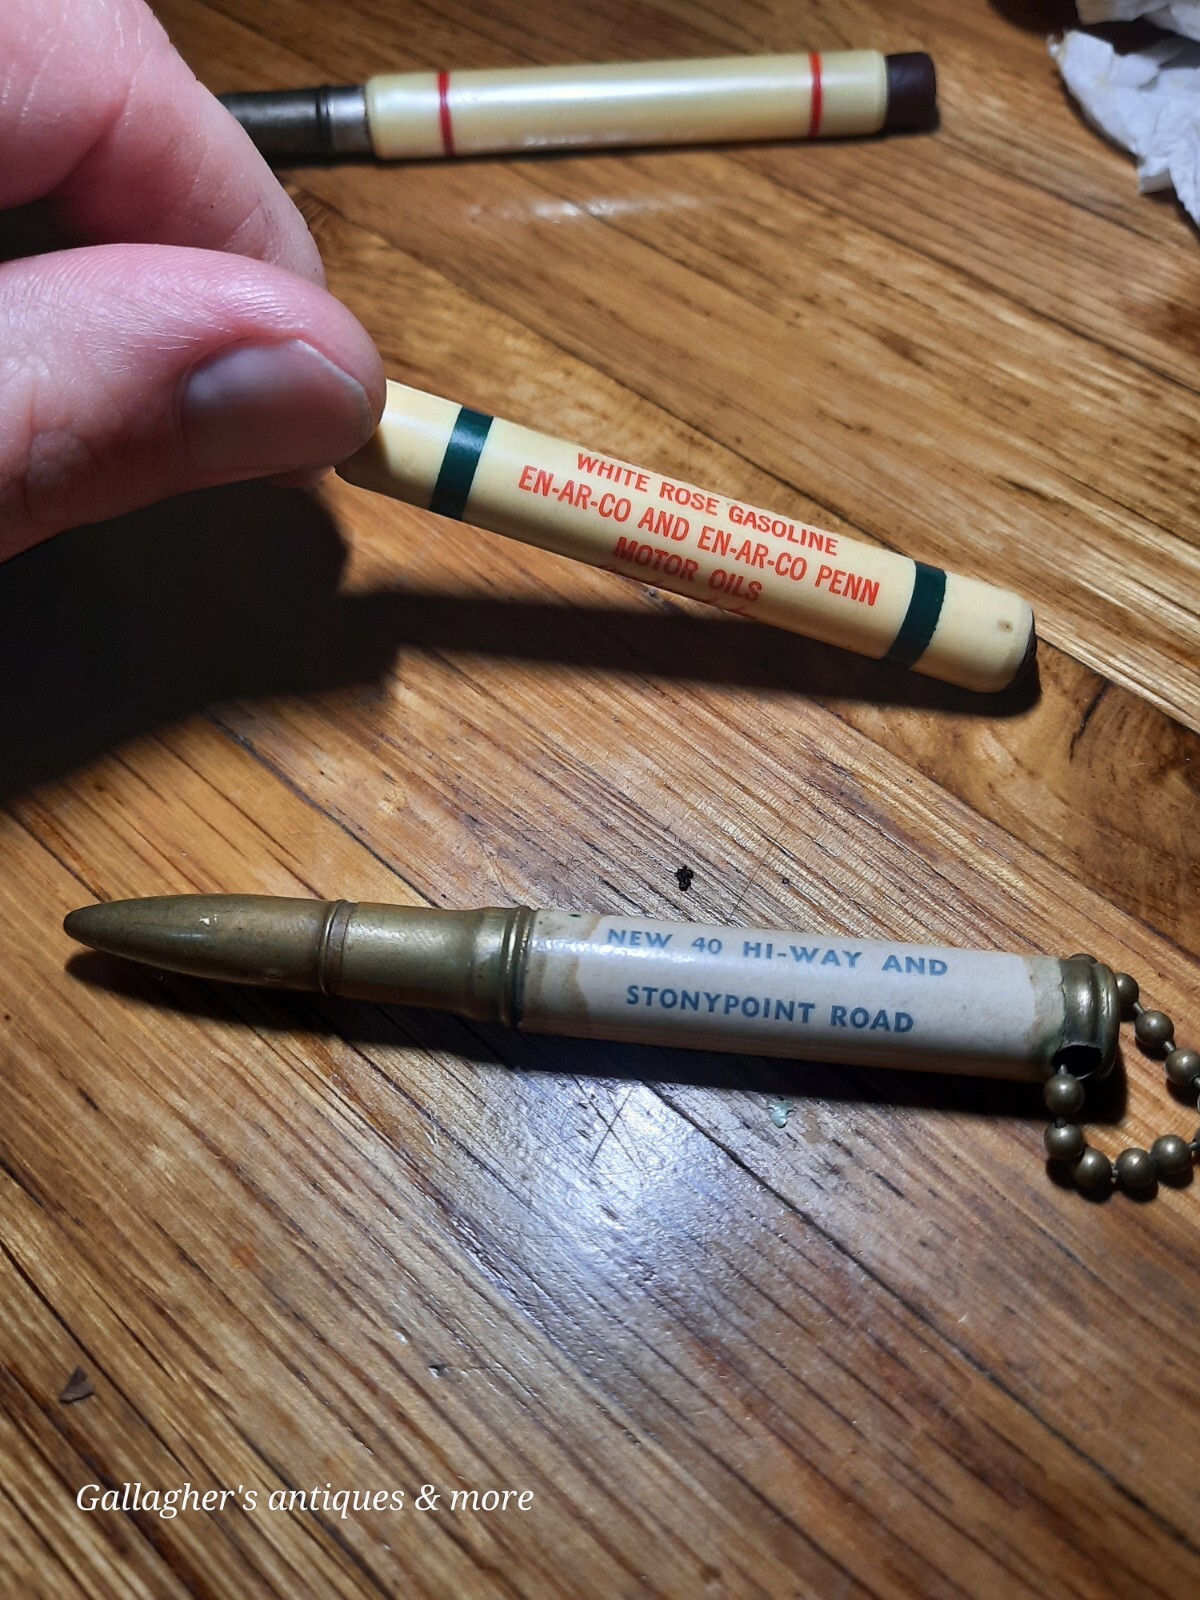 WHITE ROSE GASOLINE
EN-AR-CO AND EN-AR-CO PENN
MOTOR OILS
NEW 40 HI-WAY AND
STONYPOINT ROAD
Gallagher's antiques & more